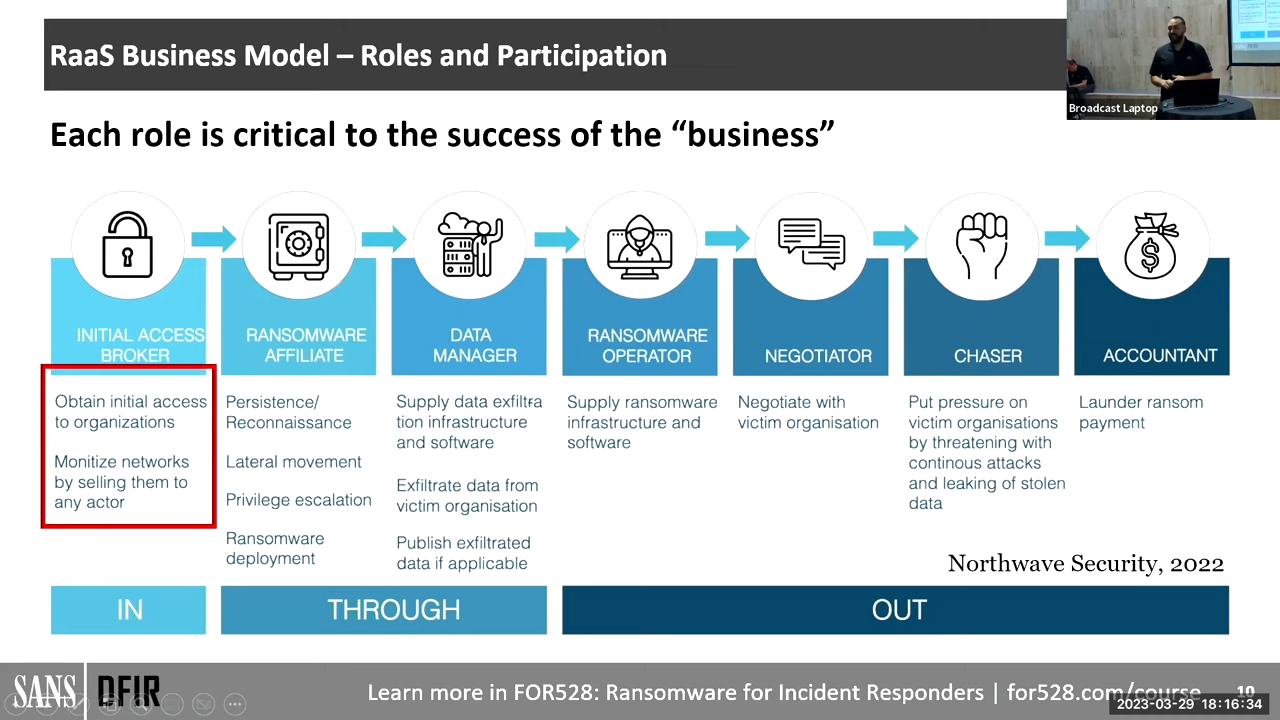 RaaS Business Model – Roles and Participation
Broadcast Laptop
Each role is critical to the success of the “business”
INITIAL ACCESS
BROKER
Obtain initial access
to organizations
Monitize networks
by selling them to
any actor
RANSOMWARE
AFFILIATE
Persistence/
Reconnaissance
Lateral movement
Privilege escalation
Ransomware
deployment
DATA
MANAGER
Supply data exfiltra
tion infrastructure
and software
Exfiltrate data from
victim organisation
Publish exfiltrated
data if applicable
RANSOMWARE
OPERATOR
Supply ransomware
infrastructure and
software
NEGOTIATOR
Negotiate with
victim organisation
CHASER
Put pressure on
victim organisations
by threatening with
continous attacks
and leaking of stolen
data
ACCOUNTANT
$
Launder ransom
payment
Northwave Security, 2022
IN
THROUGH
OUT
SANS DFIR
Learn more in FOR528: Ransomware for Incident Responders | for528.com/course
10
2023-03-29 18:16:34